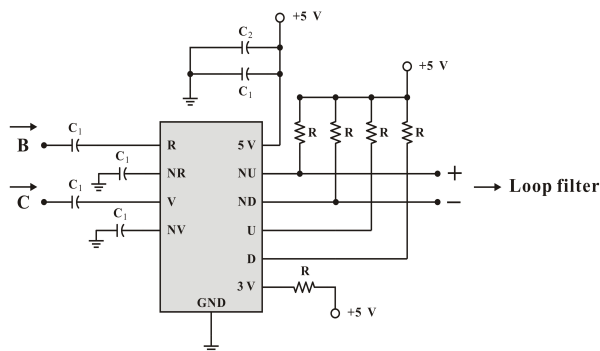 +5 V
C₂
C₁
+5 V
R R R R
B
C₁
R
5 V
C₁
NR
NU
+
C
C₁
V
ND
−
Loop filter
C₁
NV
U
D
R
3 V
GND
+5 V